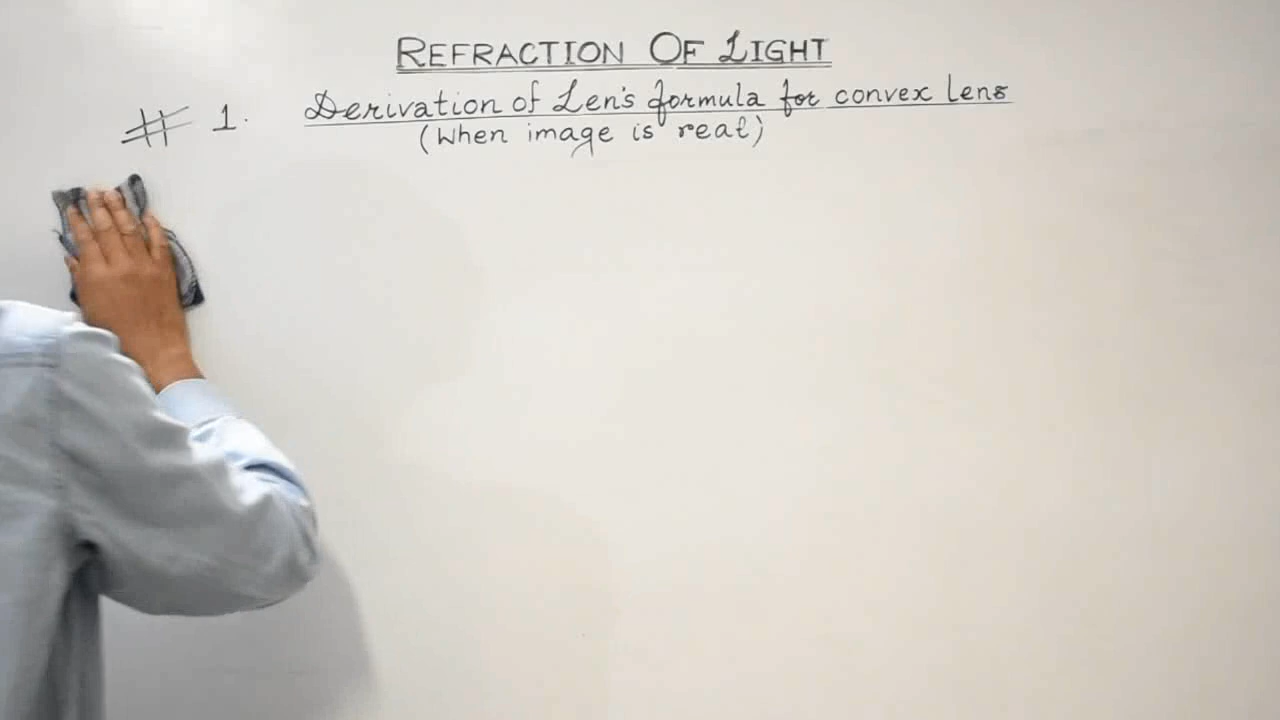 REFRACTION OF LIGHT
# 1. Derivation of Len's formula for convex lens
(When image is real)